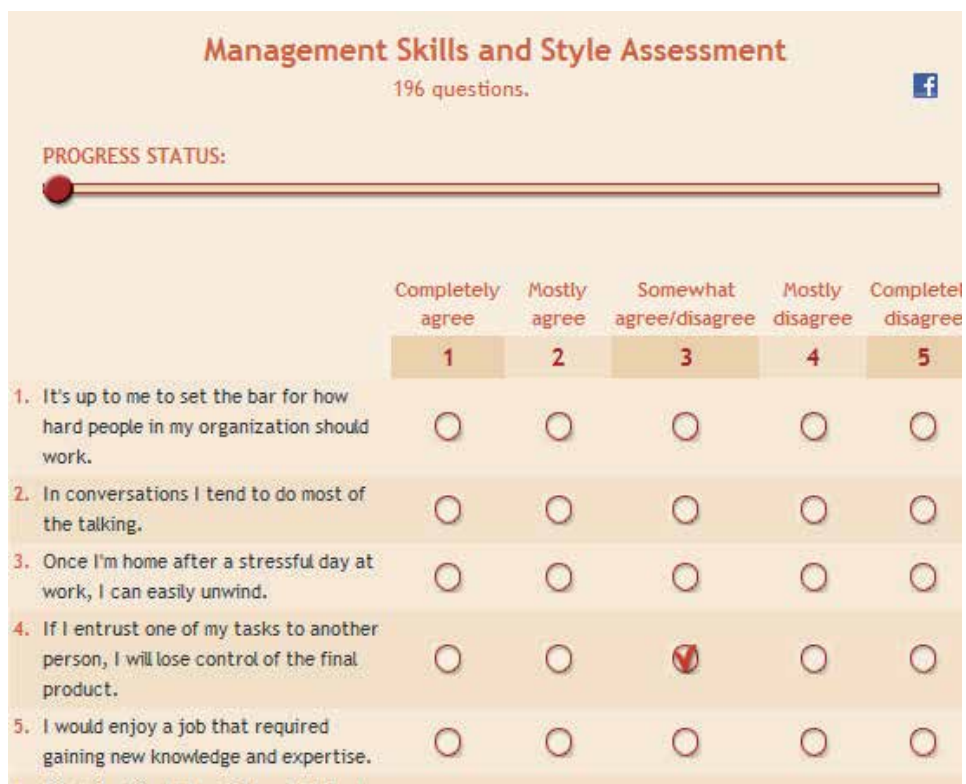 Management Skills and Style Assessment
196 questions.
f
PROGRESS STATUS:
Completely agree
Mostly agree
Somewhat agree/disagree
Mostly disagree
Completel disagree
1 2 3 4 5
1. It's up to me to set the bar for how
hard people in my organization should
work.
2. In conversations I tend to do most of
the talking.
3. Once I'm home after a stressful day at
work, I can easily unwind.
4. If I entrust one of my tasks to another
person, I will lose control of the final
product.
5. I would enjoy a job that required
gaining new knowledge and expertise.